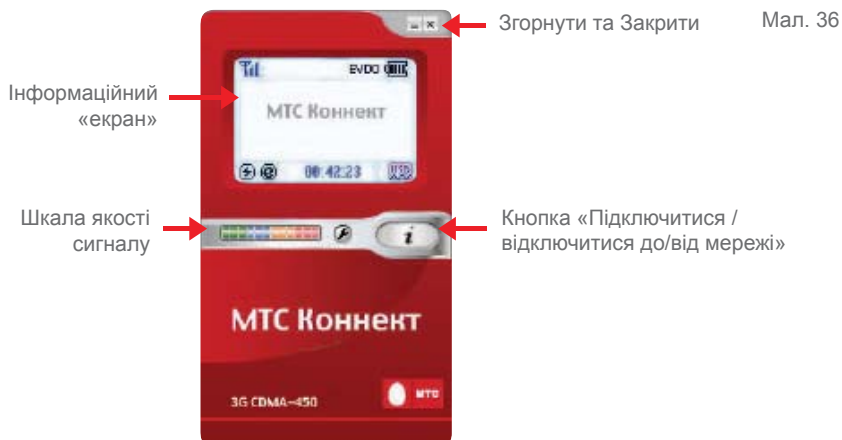 Згорнути та Закрити
Мал. 36
EVDO
Інформаційний
«екран»
МТС Коннект
00:42:23
Шкала якості
сигналу
i
Кнопка «Підключитися /
відключитися до/від мережі»
МТС Коннект
3G CDMA-450
МТС